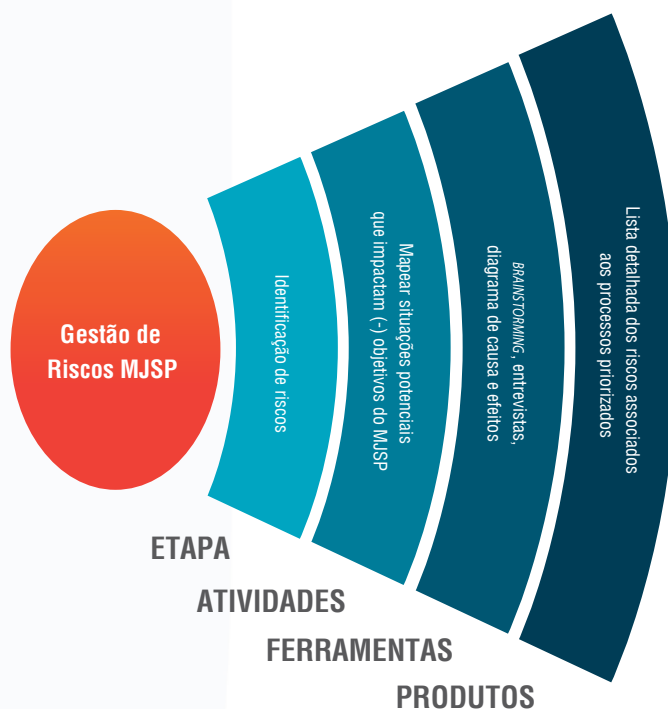 Gestão de
Riscos MJSP
Identificação de riscos
Mapear situações potenciais
que impactam (-) objetivos do MJSP
BRAINSTORMING, entrevistas,
diagrama de causa e efeitos
Lista detalhada dos riscos associados
aos processos priorizados
ETAPA
ATIVIDADES
FERRAMENTAS
PRODUTOS